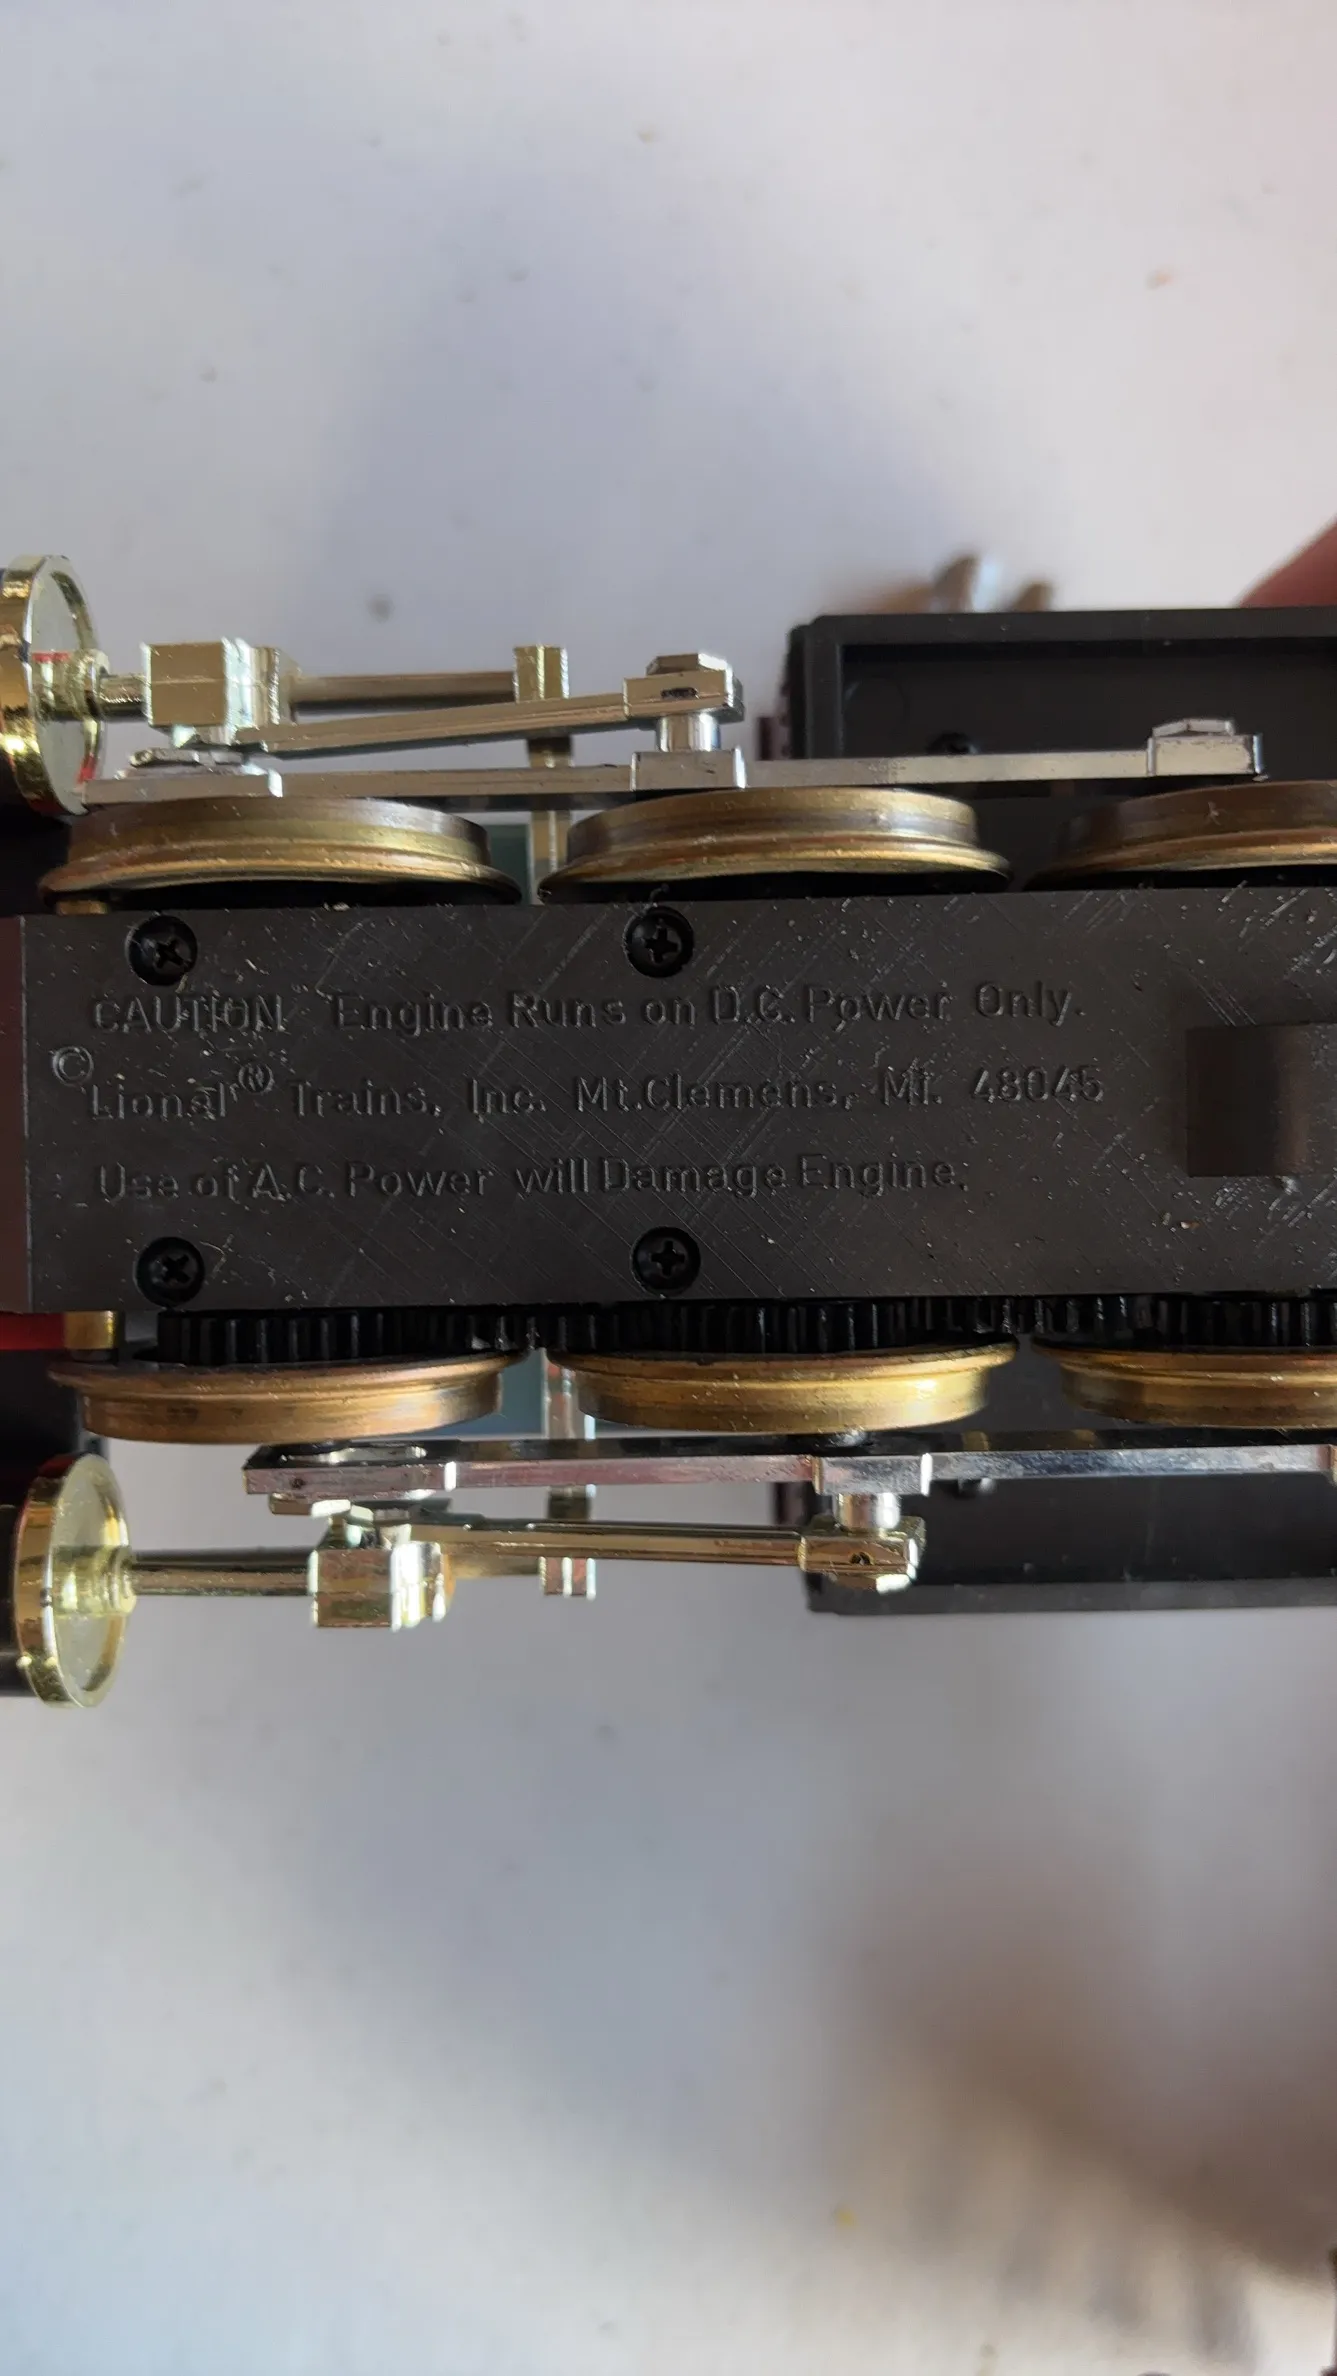 CAUTION Engine Runs on D.C. Power Only.
© Lionel® Trains, Inc. Mt. Clemens, Mi. 48045
Use of A.C. Power will Damage Engine.